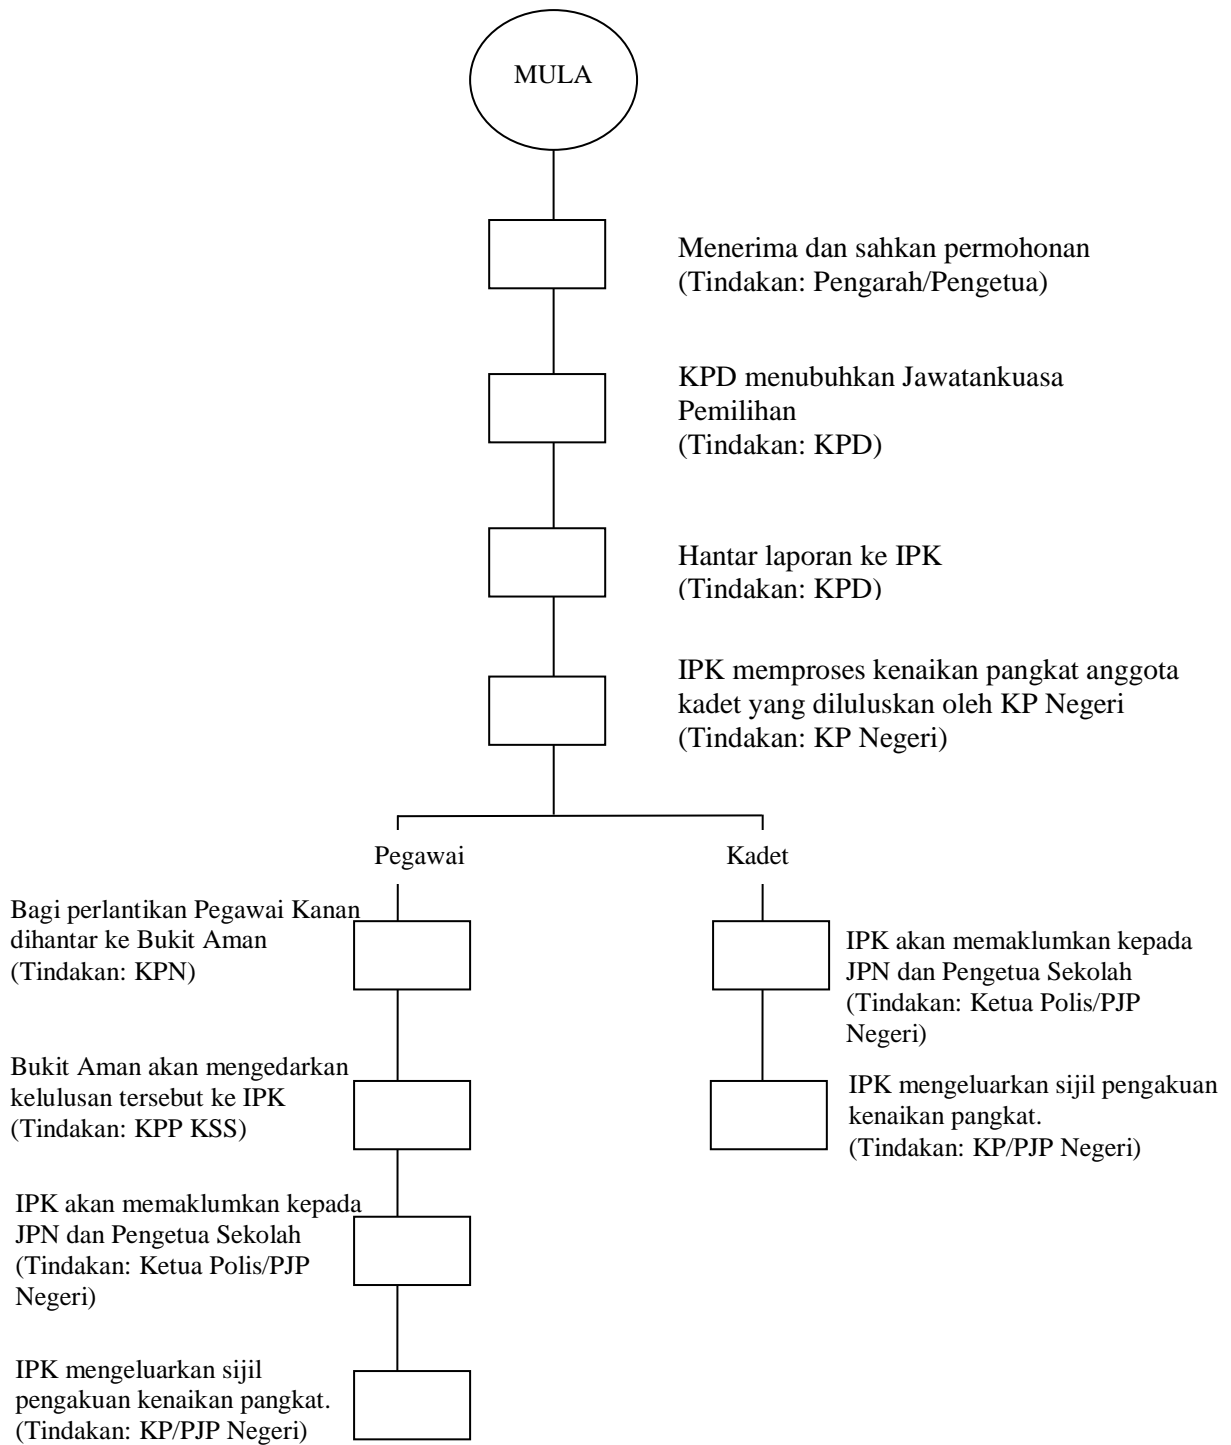 MULA
Menerima dan sahkan permohonan
(Tindakan: Pengarah/Pengetua)
KPD menubuhkan Jawatankuasa
Pemilihan
(Tindakan: KPD)
Hantar laporan ke IPK
(Tindakan: KPD)
IPK memproses kenaikan pangkat anggota
kadet yang diluluskan oleh KP Negeri
(Tindakan: KP Negeri)
Pegawai
Bagi perlantikan Pegawai Kanan
dihantar ke Bukit Aman
(Tindakan: KPN)
Bukit Aman akan mengedarkan
kelulusan tersebut ke IPK
(Tindakan: KPP KSS)
IPK akan memaklumkan kepada
JPN dan Pengetua Sekolah
(Tindakan: Ketua Polis/PJP
Negeri)
IPK mengeluarkan sijil
pengakuan kenaikan pangkat.
(Tindakan: KP/PJP Negeri)
Kadet
IPK akan memaklumkan kepada
JPN dan Pengetua Sekolah
(Tindakan: Ketua Polis/PJP
Negeri)
IPK mengeluarkan sijil pengakuan
kenaikan pangkat.
(Tindakan: KP/PJP Negeri)